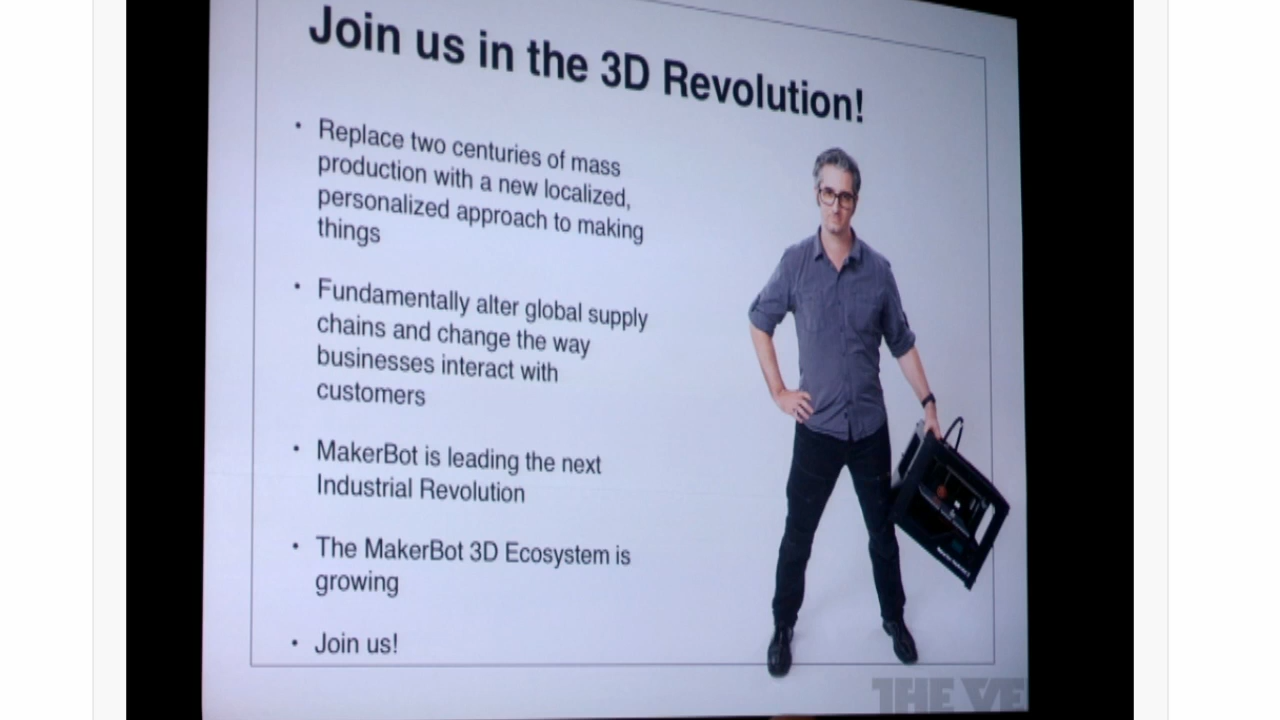 Join us in the 3D Revolution!
• Replace two centuries of mass
production with a new localized,
personalized approach to making
things
• Fundamentally alter global supply
chains and change the way
businesses interact with
customers
• MakerBot is leading the next
Industrial Revolution
• The MakerBot 3D Ecosystem is
growing
• Join us!
THE VE